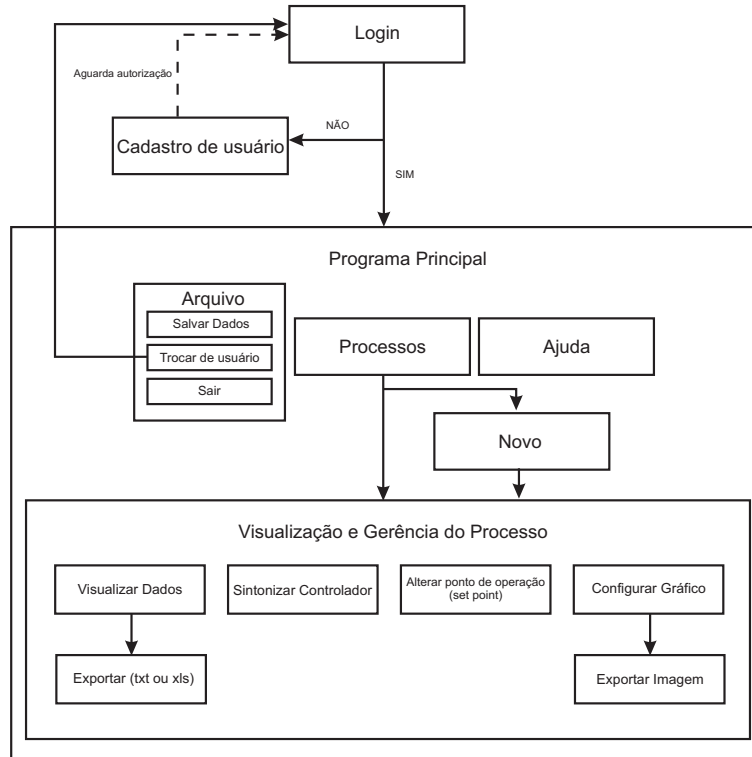 Login
Aguarda autorização
NÃO
Cadastro de usuário
SIM
Programa Principal
Arquivo
Salvar Dados
Trocar de usuário
Sair
Processos
Ajuda
Novo
Visualização e Gerência do Processo
Visualizar Dados
Sintonizar Controlador
Alterar ponto de operação
(set point)
Configurar Gráfico
Exportar (txt ou xls)
Exportar Imagem